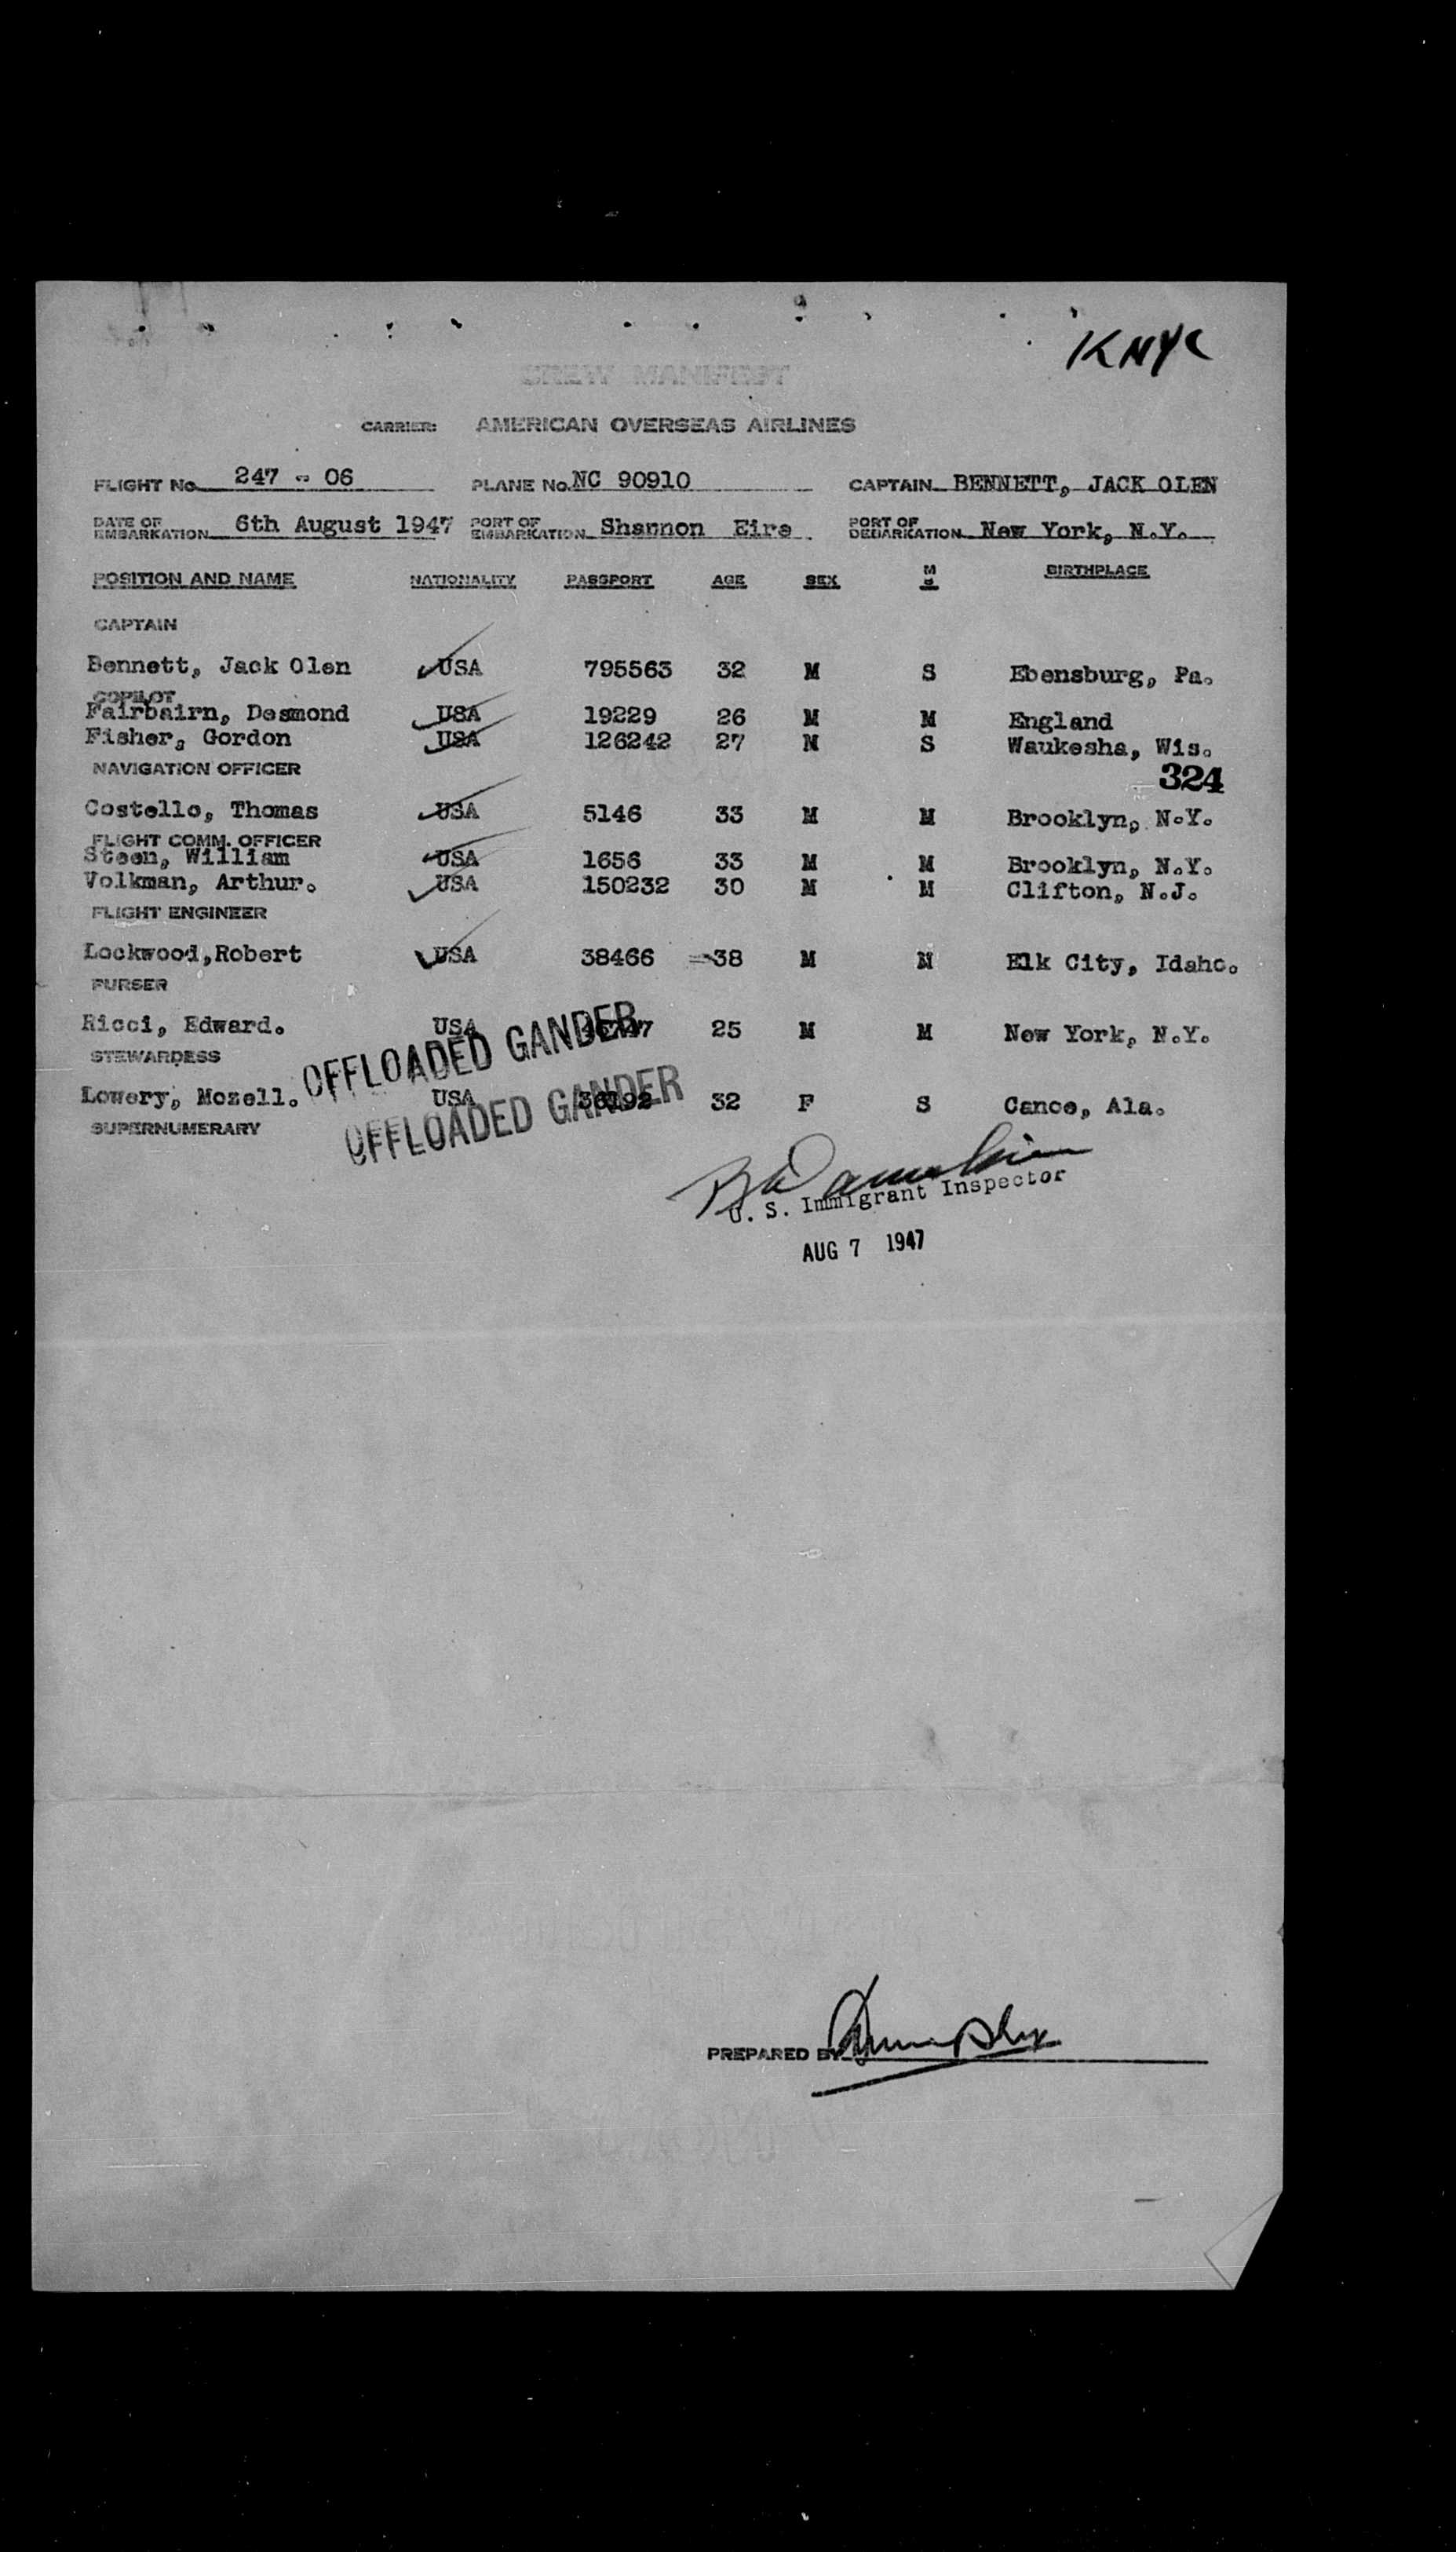 KNYC
CREW MANIFEST
CARRIER: AMERICAN OVERSEAS AIRLINES
FLIGHT No. 247 - 06 PLANE No. NC 90910 CAPTAIN BENNETT, JACK OLEN
DATE OF EMBARKATION 6th August 1947 PORT OF EMBARKATION Shannon Eire. PORT OF DEBARKATION New York, N.Y.
POSITION AND NAME NATIONALITY PASSPORT AGE SEX M S BIRTHPLACE
CAPTAIN
Bennett, Jack Olen USA 795563 32 M S Ebensburg, Pa.
COPILOT
Fairbairn, Desmond USA 19229 26 M M England
Fisher, Gordon USA 126242 27 M S Waukesha, Wis.
NAVIGATION OFFICER 324
Costello, Thomas USA 5146 33 M M Brooklyn, N.Y.
FLIGHT COMM. OFFICER
Steen, William USA 1656 33 M M Brooklyn, N.Y.
Volkman, Arthur. USA 150232 30 M M Clifton, N.J.
FLIGHT ENGINEER
Lockwood,Robert USA 38466 38 M M Elk City, Idaho.
PURSER
Ricci, Edward. USA 25 M M New York, N.Y.
OFFLOADED GANDER
STEWARDESS
Lowery, Mozell. USA 32 F S Canoe, Ala.
OFFLOADED GANDER
SUPERNUMERARY
U. S. Immigrant Inspector
AUG 7 1947
PREPARED BY